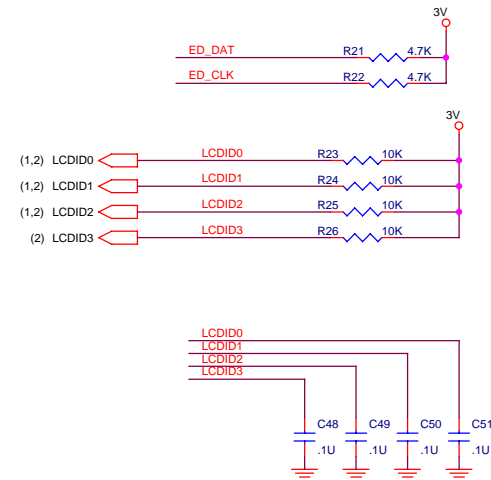 3V
ED_DAT R21 4.7K
ED_CLK R22 4.7K
3V
(1,2) LCDID0 LCDID0 R23 10K
(1,2) LCDID1 LCDID1 R24 10K
(1,2) LCDID2 LCDID2 R25 10K
(2) LCDID3 LCDID3 R26 10K
LCDID0
LCDID1
LCDID2
LCDID3
C48 C49 C50 C51
.1U .1U .1U .1U